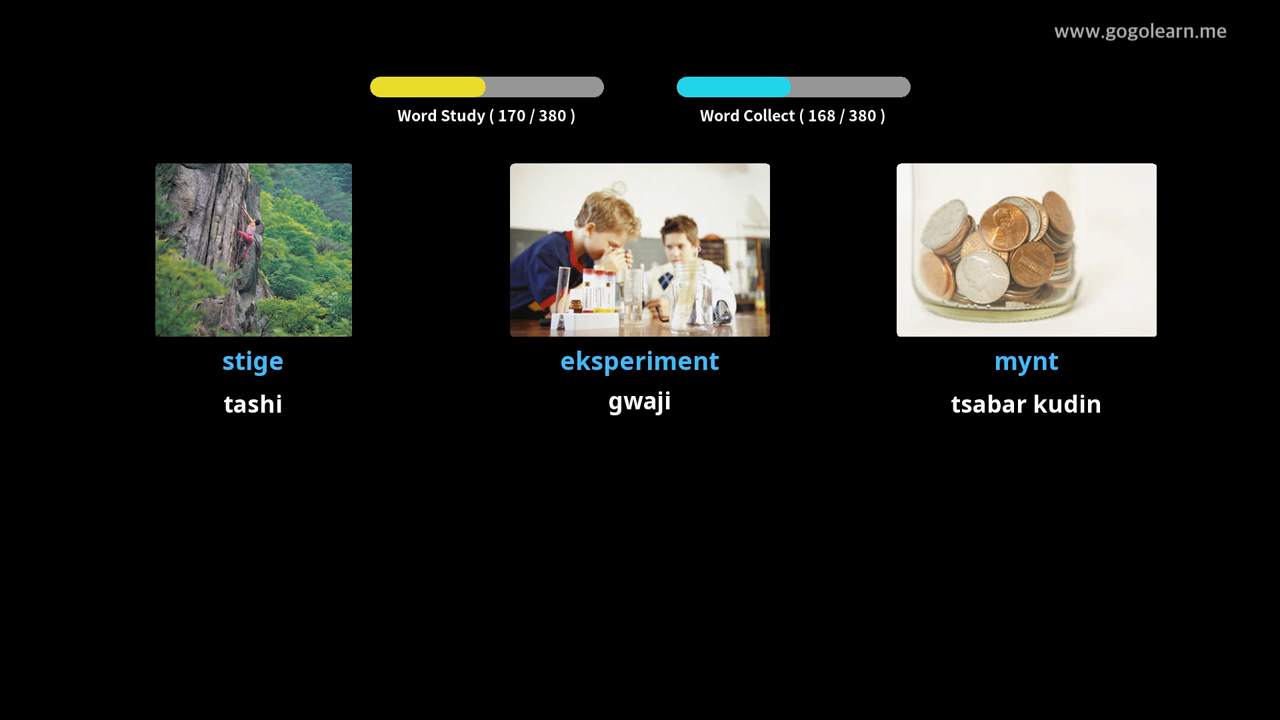 www.gogolearn.me
Word Study ( 170 / 380 )
Word Collect ( 168 / 380 )
stige
eksperiment
mynt
tashi
gwaji
tsabar kudin